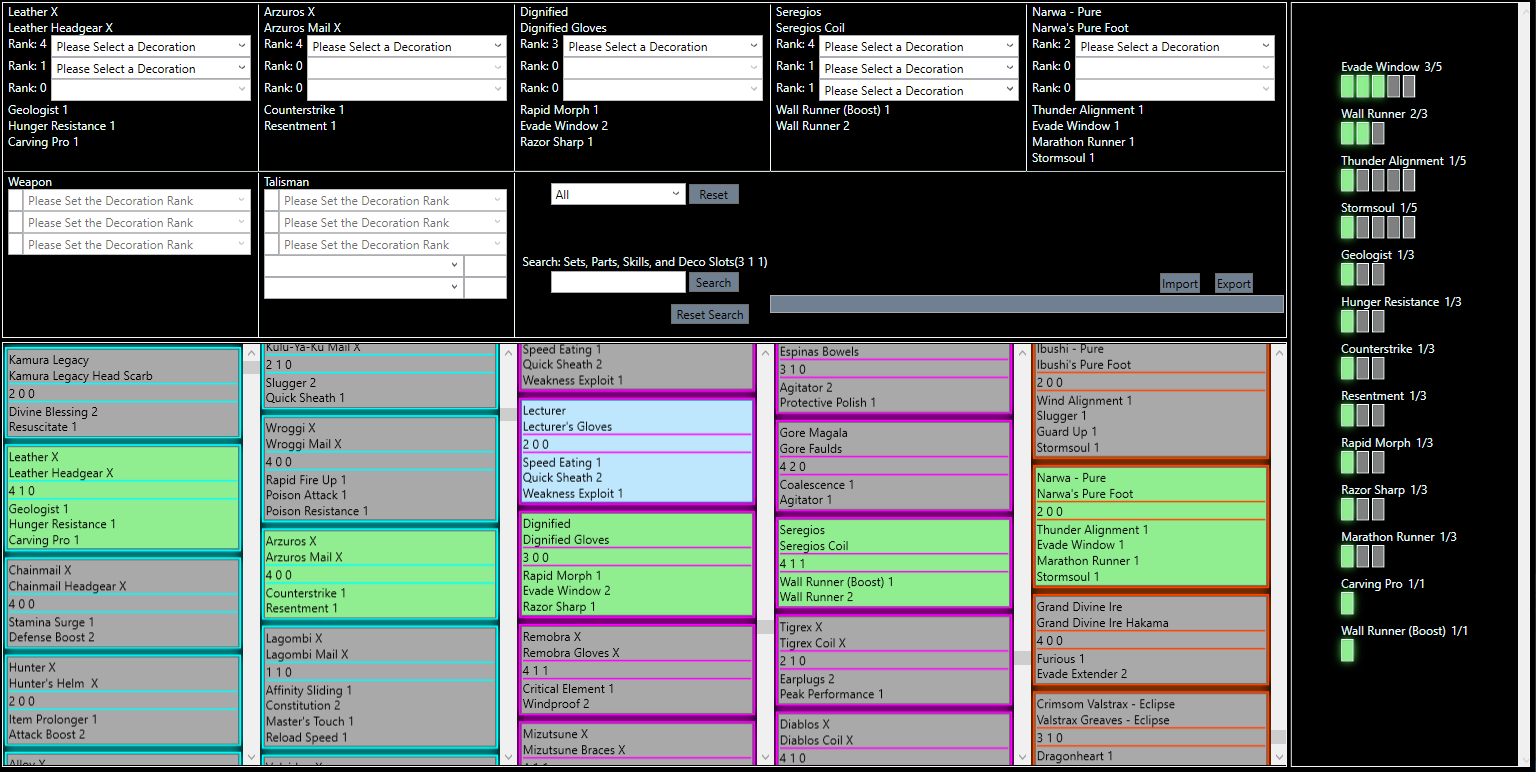 Leather X
Leather Headgear X
Rank: 4 Please Select a Decoration
Rank: 1 Please Select a Decoration
Rank: 0
Geologist 1
Hunger Resistance 1
Carving Pro 1
Arzuros X
Arzuros Mail X
Rank: 4 Please Select a Decoration
Rank: 0
Rank: 0
Counterstrike 1
Resentment 1
Dignified
Dignified Gloves
Rank: 3 Please Select a Decoration
Rank: 0
Rank: 0
Rapid Morph 1
Evade Window 2
Razor Sharp 1
Seregios
Seregios Coil
Rank: 4 Please Select a Decoration
Rank: 1 Please Select a Decoration
Rank: 1 Please Select a Decoration
Wall Runner (Boost) 1
Wall Runner 2
Narwa - Pure
Narwa's Pure Foot
Rank: 2 Please Select a Decoration
Rank: 0
Rank: 0
Thunder Alignment 1
Evade Window 1
Marathon Runner 1
Stormsoul 1
Weapon
Please Set the Decoration Rank
Please Set the Decoration Rank
Please Set the Decoration Rank
Talisman
Please Set the Decoration Rank
Please Set the Decoration Rank
Please Set the Decoration Rank
All Reset
Search: Sets, Parts, Skills, and Deco Slots(3 1 1)
Search
Reset Search
Import Export
Kamura Legacy
Kamura Legacy Head Scarb
2 0 0
Divine Blessing 2
Resuscitate 1
Leather X
Leather Headgear X
4 1 0
Geologist 1
Hunger Resistance 1
Carving Pro 1
Chainmail X
Chainmail Headgear X
4 0 0
Stamina Surge 1
Defense Boost 2
Hunter X
Hunter's Helm  X
2 0 0
Item Prolonger 1
Attack Boost 2
Alloy X
Kulu-Ya-Ku Mail X
2 1 0
Slugger 2
Quick Sheath 1
Wroggi X
Wroggi Mail X
4 0 0
Rapid Fire Up 1
Poison Attack 1
Poison Resistance 1
Arzuros X
Arzuros Mail X
4 0 0
Counterstrike 1
Resentment 1
Lagombi X
Lagombi Mail X
1 1 0
Affinity Sliding 1
Constitution 2
Master's Touch 1
Reload Speed 1
Speed Eating 1
Quick Sheath 2
Weakness Exploit 1
Lecturer
Lecturer's Gloves
2 0 0
Speed Eating 1
Quick Sheath 2
Weakness Exploit 1
Dignified
Dignified Gloves
3 0 0
Rapid Morph 1
Evade Window 2
Razor Sharp 1
Remobra X
Remobra Gloves X
4 1 1
Critical Element 1
Windproof 2
Mizutsune X
Mizutsune Braces X
Espinas Bowels
3 1 0
Agitator 2
Protective Polish 1
Gore Magala
Gore Faulds
4 2 0
Coalescence 1
Agitator 1
Seregios
Seregios Coil
4 1 1
Wall Runner (Boost) 1
Wall Runner 2
Tigrex X
Tigrex Coil X
2 1 0
Earplugs 2
Peak Performance 1
Diablos X
Diablos Coil X
4 1 0
Ibushi - Pure
Ibushi's Pure Foot
2 0 0
Wind Alignment 1
Slugger 1
Guard Up 1
Stormsoul 1
Narwa - Pure
Narwa's Pure Foot
2 0 0
Thunder Alignment 1
Evade Window 1
Marathon Runner 1
Stormsoul 1
Grand Divine Ire
Grand Divine Ire Hakama
4 0 0
Furious 1
Evade Extender 2
Crimsom Valstrax - Eclipse
Valstrax Greaves - Eclipse
3 1 0
Dragonheart 1
Evade Window 3/5
Wall Runner 2/3
Thunder Alignment 1/5
Stormsoul 1/5
Geologist 1/3
Hunger Resistance 1/3
Counterstrike 1/3
Resentment 1/3
Rapid Morph 1/3
Razor Sharp 1/3
Marathon Runner 1/3
Carving Pro 1/1
Wall Runner (Boost) 1/1